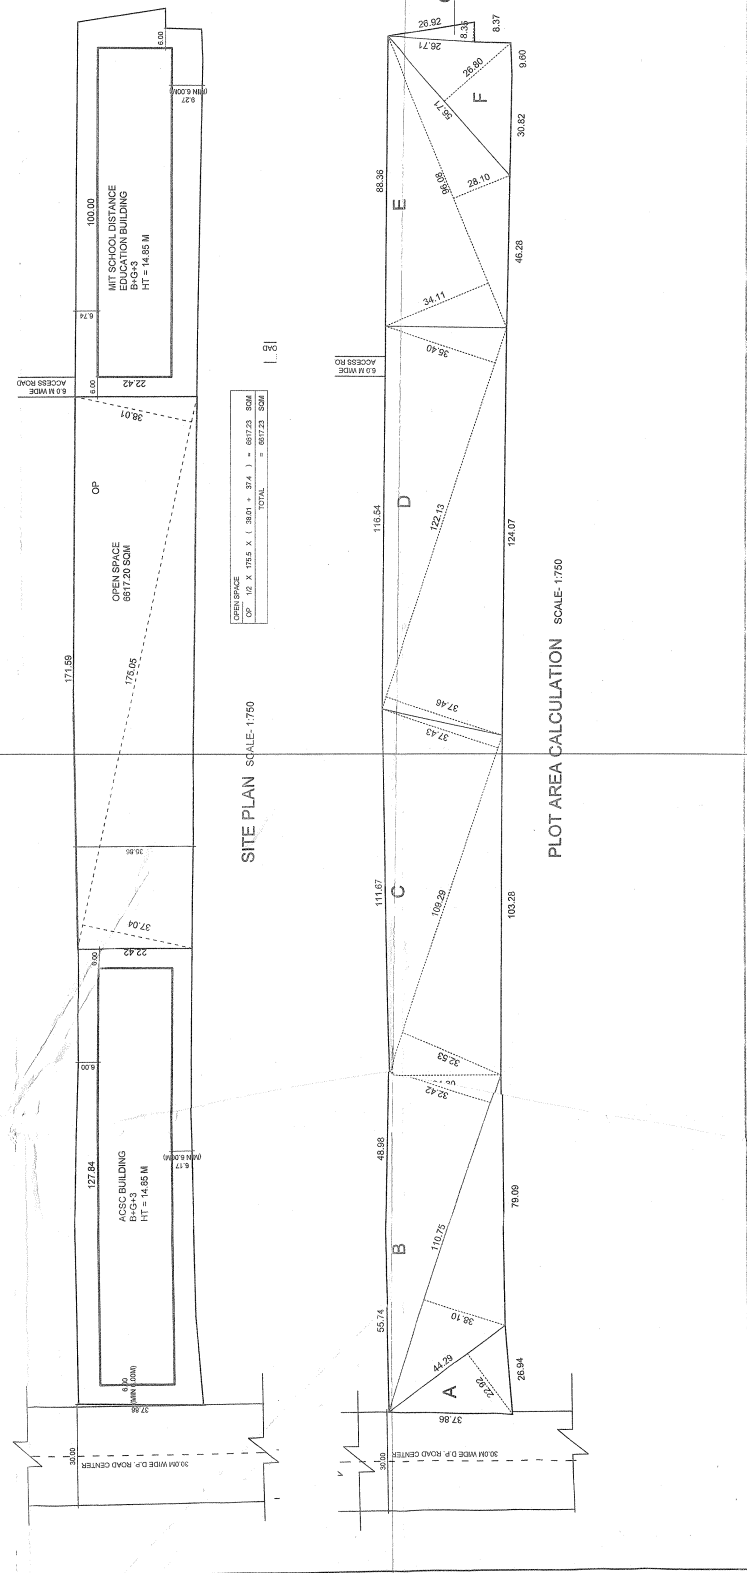 6.00
9.27
(MIN 6.00M)
100.00
MIT SCHOOL DISTANCE
EDUCATION BUILDING
B+G+3
HT = 14.85 M
6.74
6.0 M WIDE
ACCESS ROAD
6.00
22.42
38.01
OP
OPEN SPACE
6617.20 SQM
171.59
175.05
35.86
37.04
22.42
6.00
6.00
127.84
ACSC BUILDING
B+G+3
HT = 14.85 M
6.17
(MIN 6.00M)
6.00
(MIN 6.00M)
37.86
30.00
30.0M WIDE D.P. ROAD CENTER
OAD
OPEN SPACE
OP 1/2 X 175.5 X ( 38.01 + 37.4 ) = 6617.23 SQM
TOTAL = 6617.23 SQM
SITE PLAN SCALE- 1:750
26.92
8.35
8.37
26.71
9.60
26.80
F
56.71
30.82
88.36
E
96.08
28.10
46.28
34.11
35.40
6.0 M WIDE
ACCESS RO
D
116.54
122.13
124.07
37.46
37.43
111.67
C
109.29
103.28
32.53
32.42
48.98
B
110.75
79.09
55.74
38.10
44.29
A
22.92
26.94
37.86
30.00
30.0M WIDE D.P. ROAD CENTER
PLOT AREA CALCULATION SCALE- 1:750